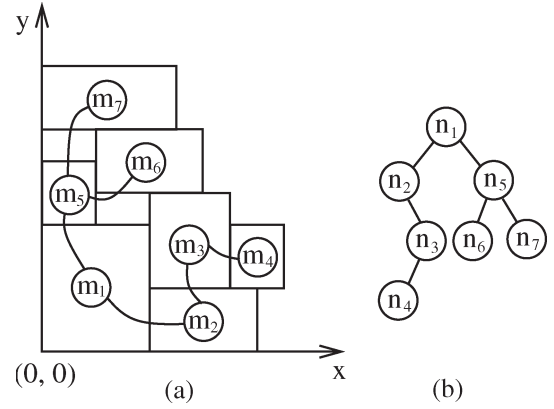 y
m₇
m₆
m₅
m₃
m₄
m₁
m₂
(0, 0)
x
(a)
n₁
n₂
n₅
n₃
n₆
n₇
n₄
(b)